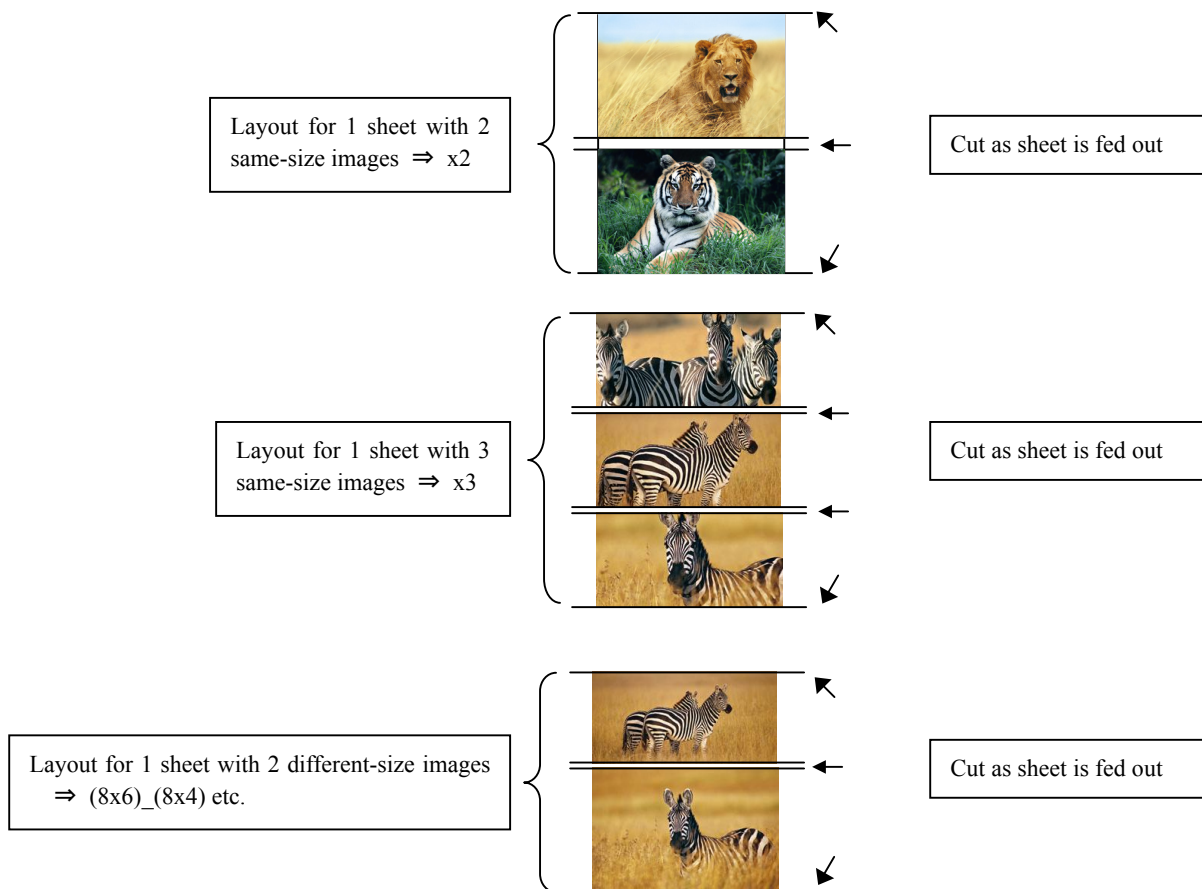 Layout for 1 sheet with 2
same-size images ⇒ x2
Cut as sheet is fed out
Layout for 1 sheet with 3
same-size images ⇒ x3
Cut as sheet is fed out
Layout for 1 sheet with 2 different-size images
⇒ (8x6)_(8x4) etc.
Cut as sheet is fed out